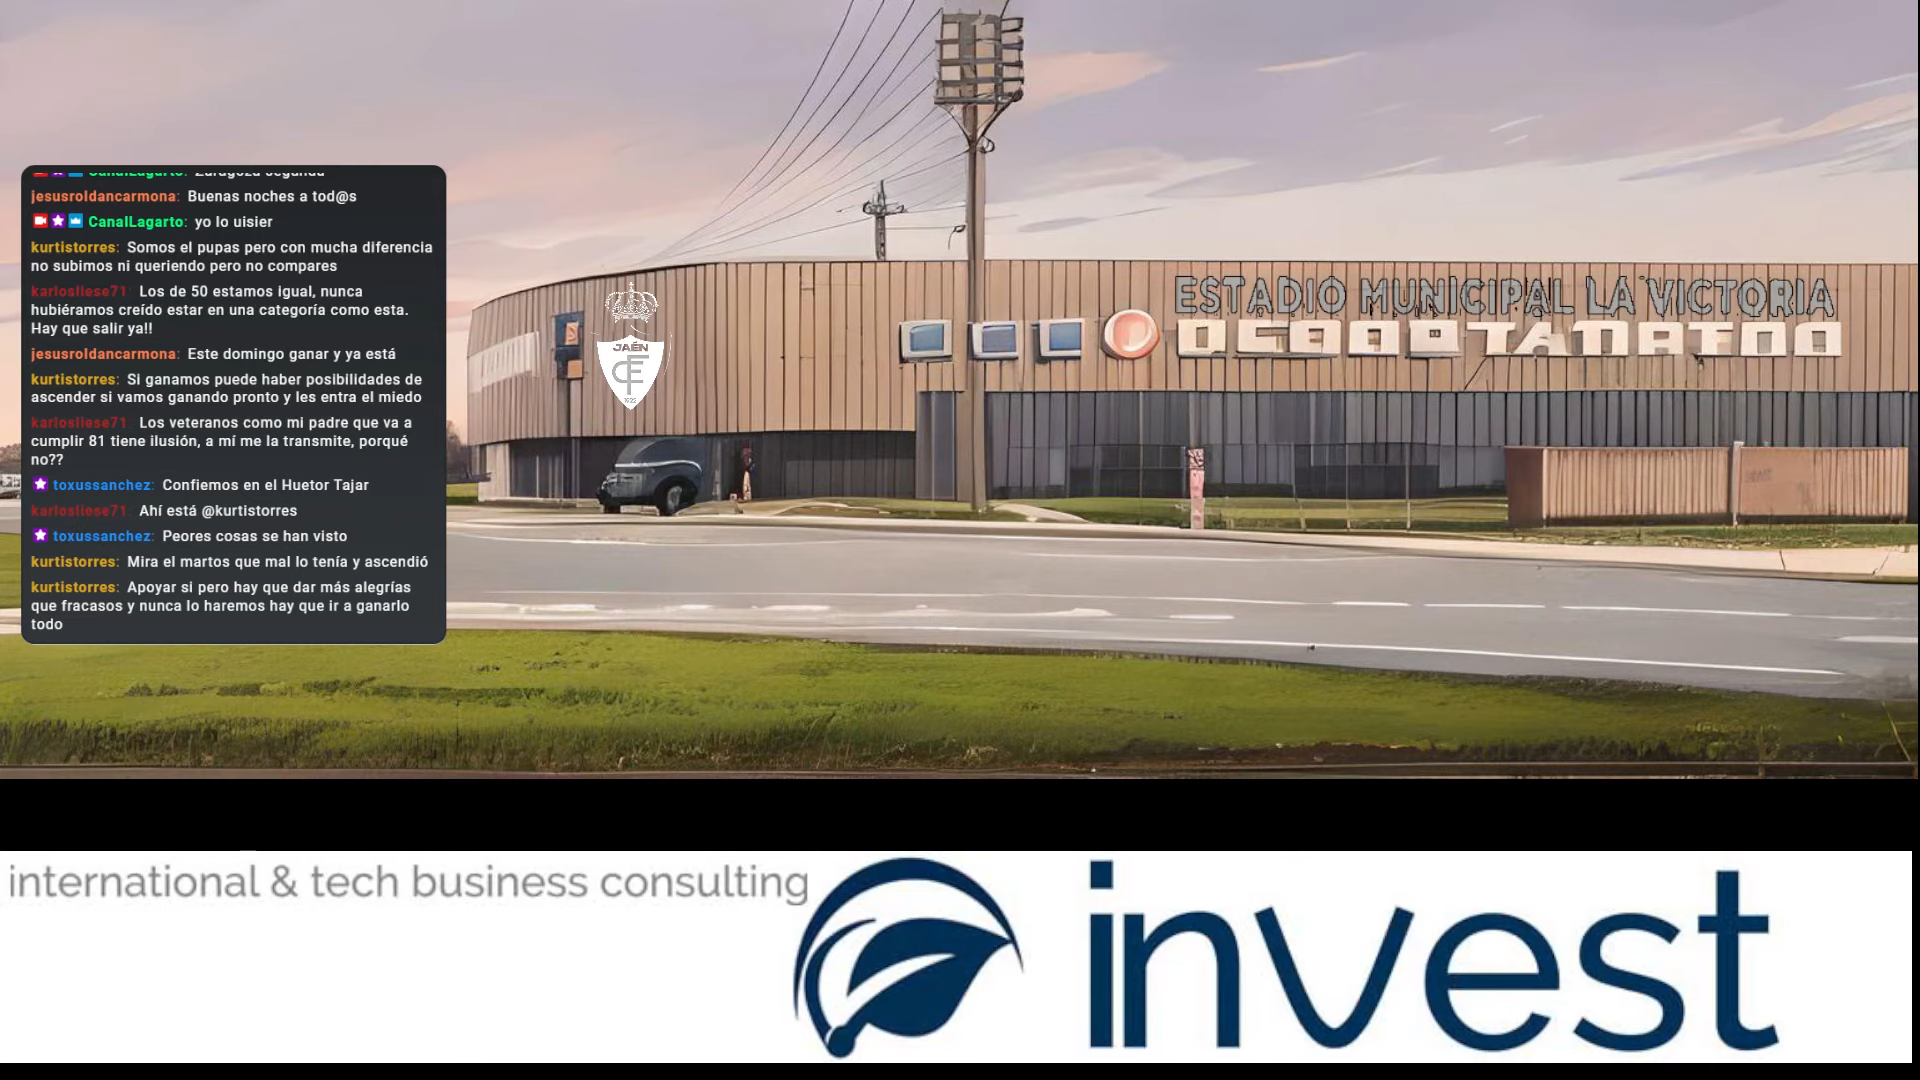 CanalLagarto: Zaragoza segunda
jesusroldancarmona: Buenas noches a tod@s
CanalLagarto: yo lo uisier
kurtistorres: Somos el pupas pero con mucha diferencia
no subimos ni queriendo pero no compares
karlosliese71: Los de 50 estamos igual, nunca
hubiéramos creído estar en una categoría como esta.
Hay que salir ya!!
jesusroldancarmona: Este domingo ganar y ya está
kurtistorres: Si ganamos puede haber posibilidades de
ascender si vamos ganando pronto y les entra el miedo
karlosliese71: Los veteranos como mi padre que va a
cumplir 81 tiene ilusión, a mí me la transmite, porqué
no??
toxussanchez: Confiemos en el Huetor Tajar
karlosliese71: Ahí está @kurtistorres
toxussanchez: Peores cosas se han visto
kurtistorres: Mira el martos que mal lo tenía y ascendió
kurtistorres: Apoyar si pero hay que dar más alegrías
que fracasos y nunca lo haremos hay que ir a ganarlo
todo
JAÉN
CF
1922
ESTADIO MUNICIPAL LA VICTORIA
international & tech business consulting
invest